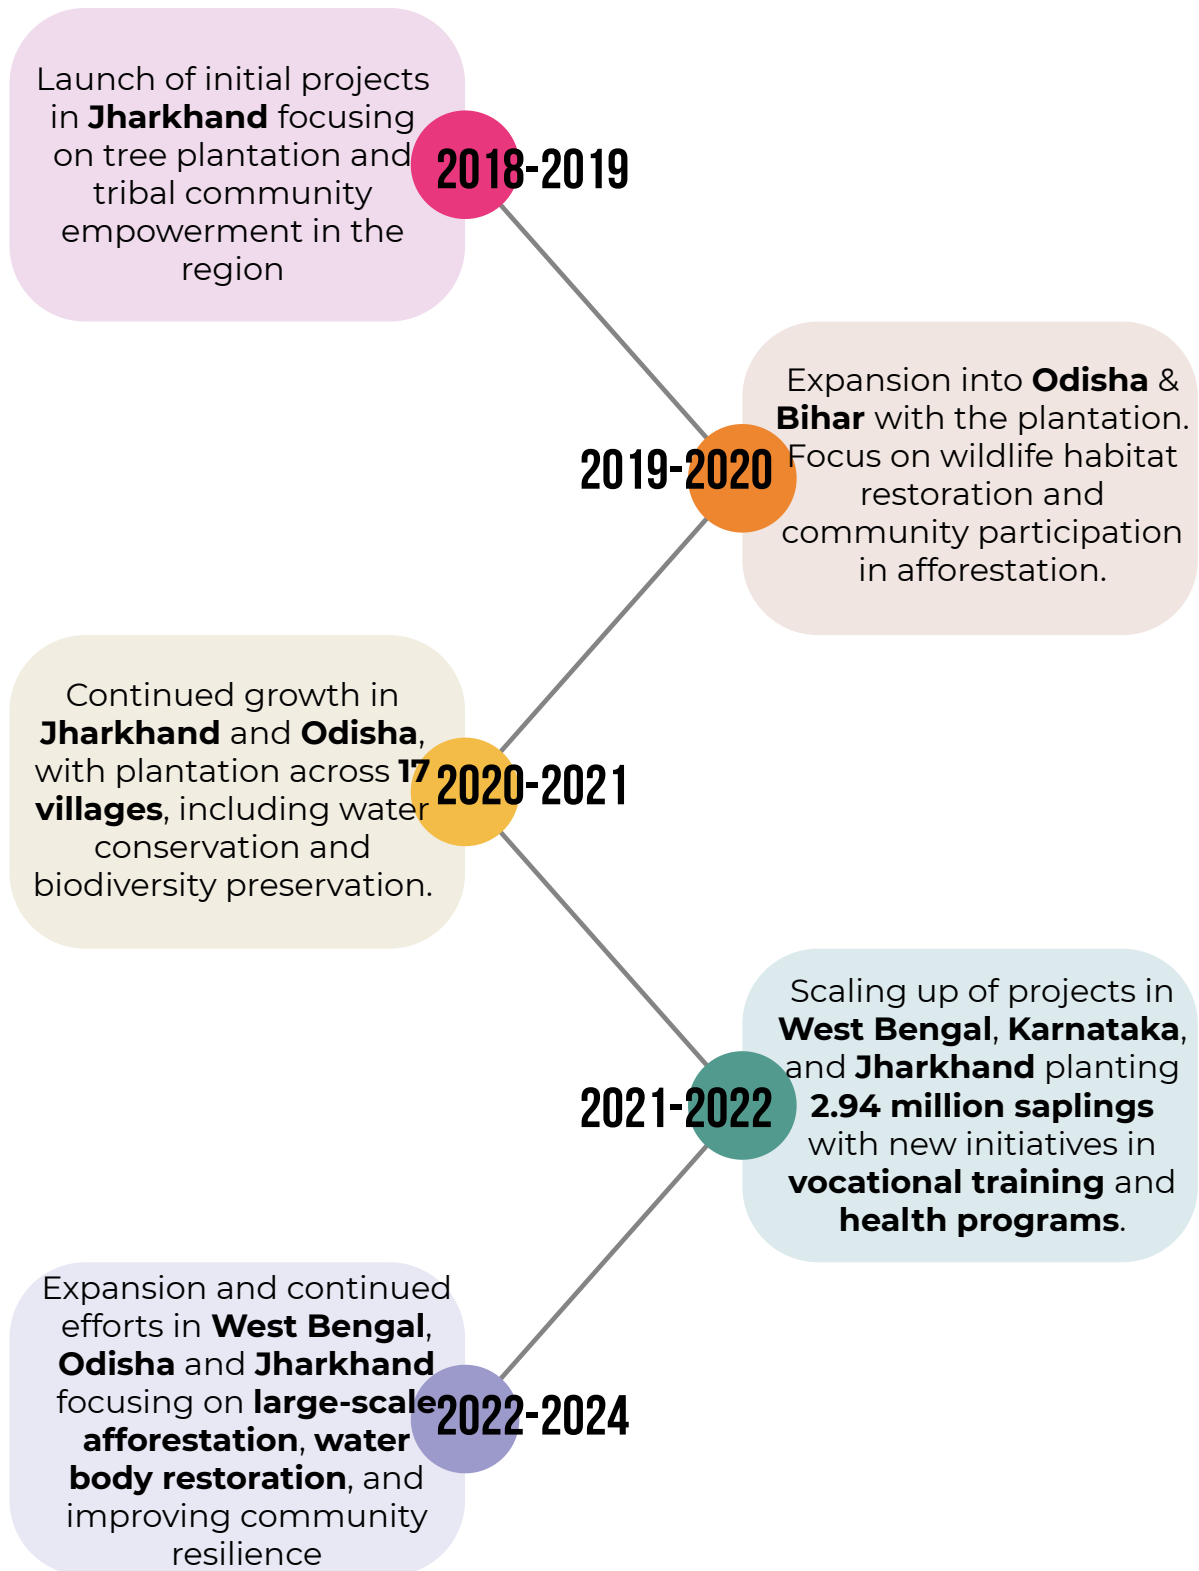 Launch of initial projects
in Jharkhand focusing
on tree plantation and
tribal community
empowerment in the
region
2018-2019
Expansion into Odisha &
Bihar with the plantation.
Focus on wildlife habitat
restoration and
community participation
in afforestation.
2019-2020
Continued growth in
Jharkhand and Odisha,
with plantation across 17
villages, including water
conservation and
biodiversity preservation.
2020-2021
Scaling up of projects in
West Bengal, Karnataka,
and Jharkhand planting
2.94 million saplings
with new initiatives in
vocational training and
health programs.
2021-2022
Expansion and continued
efforts in West Bengal,
Odisha and Jharkhand
focusing on large-scale
afforestation, water
body restoration, and
improving community
resilience
2022-2024